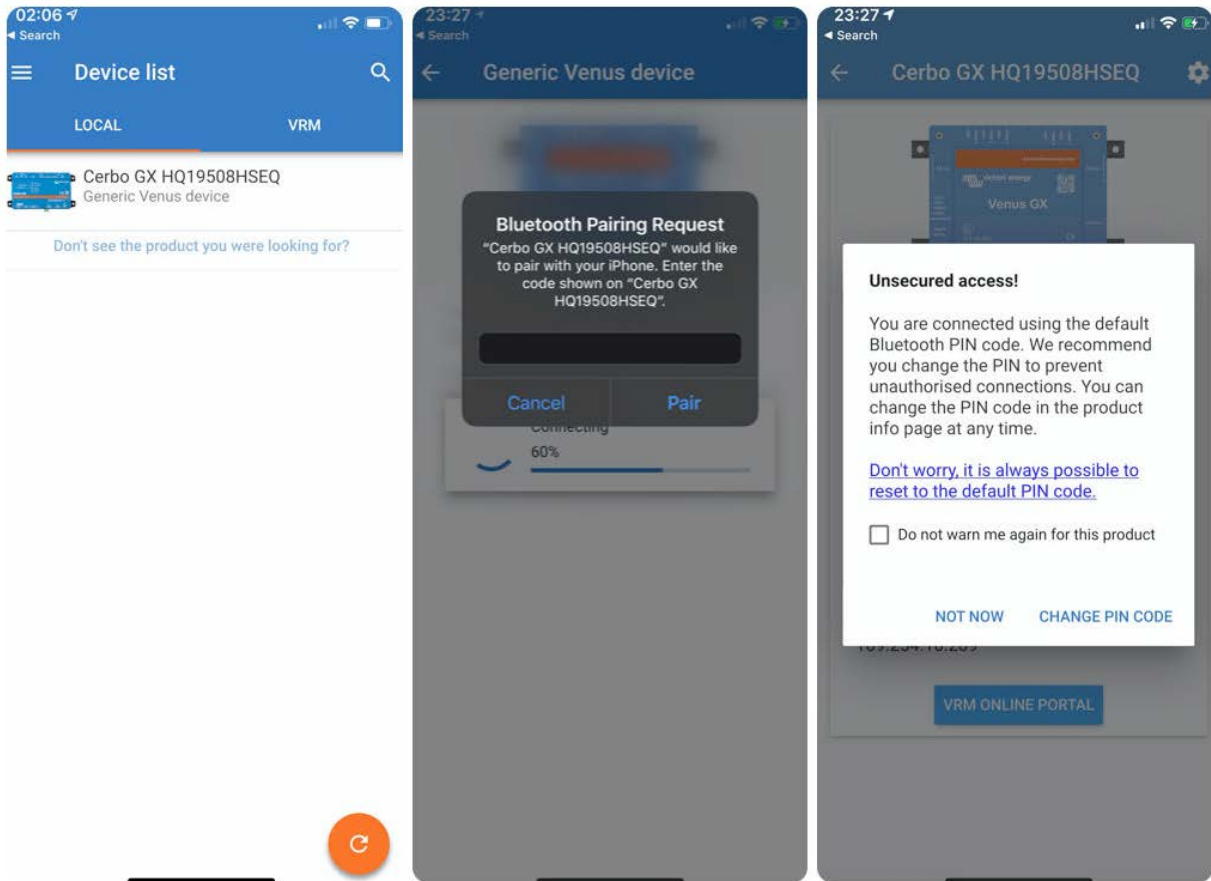 02:06
Search
Device list
LOCAL
VRM
Cerbo GX HQ19508HSEQ
Generic Venus device
Don't see the product you were looking for?
23:27
Search
Generic Venus device
Bluetooth Pairing Request
"Cerbo GX HQ19508HSEQ" would like
to pair with your iPhone. Enter the
code shown on "Cerbo GX
HQ19508HSEQ".
Cancel
Pair
Connecting
60%
23:27
Search
Cerbo GX HQ19508HSEQ
victron energy
Venus GX
Unsecured access!
You are connected using the default
Bluetooth PIN code. We recommend
you change the PIN to prevent
unauthorised connections. You can
change the PIN code in the product
info page at any time.
Don't worry, it is always possible to
reset to the default PIN code.
Do not warn me again for this product
NOT NOW
CHANGE PIN CODE
VRM ONLINE PORTAL